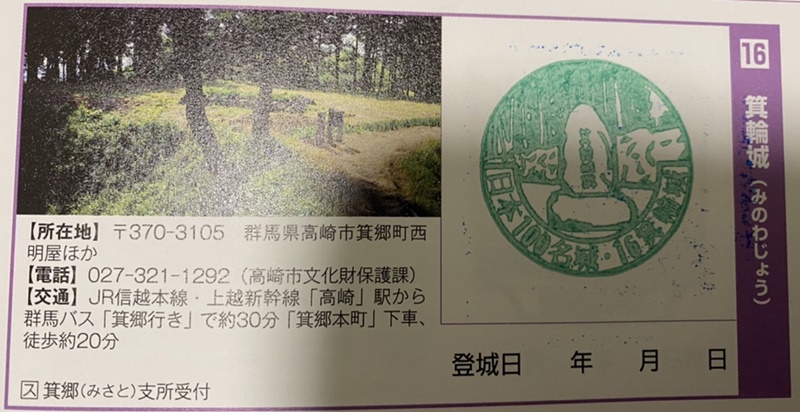 16 箕輪城(みのわじょう)
【所在地】〒370-3105 群馬県高崎市箕郷町西
明屋ほか
【電話】027-321-1292(高崎市文化財保護課)
【交通】JR信越本線・上越新幹線「高崎」駅から
群馬バス「箕郷行き」で約30分「箕郷本町」下車、
徒歩約20分
ス 箕郷(みさと)支所受付
日本100名城・16箕輪城
登城日 年 月 日